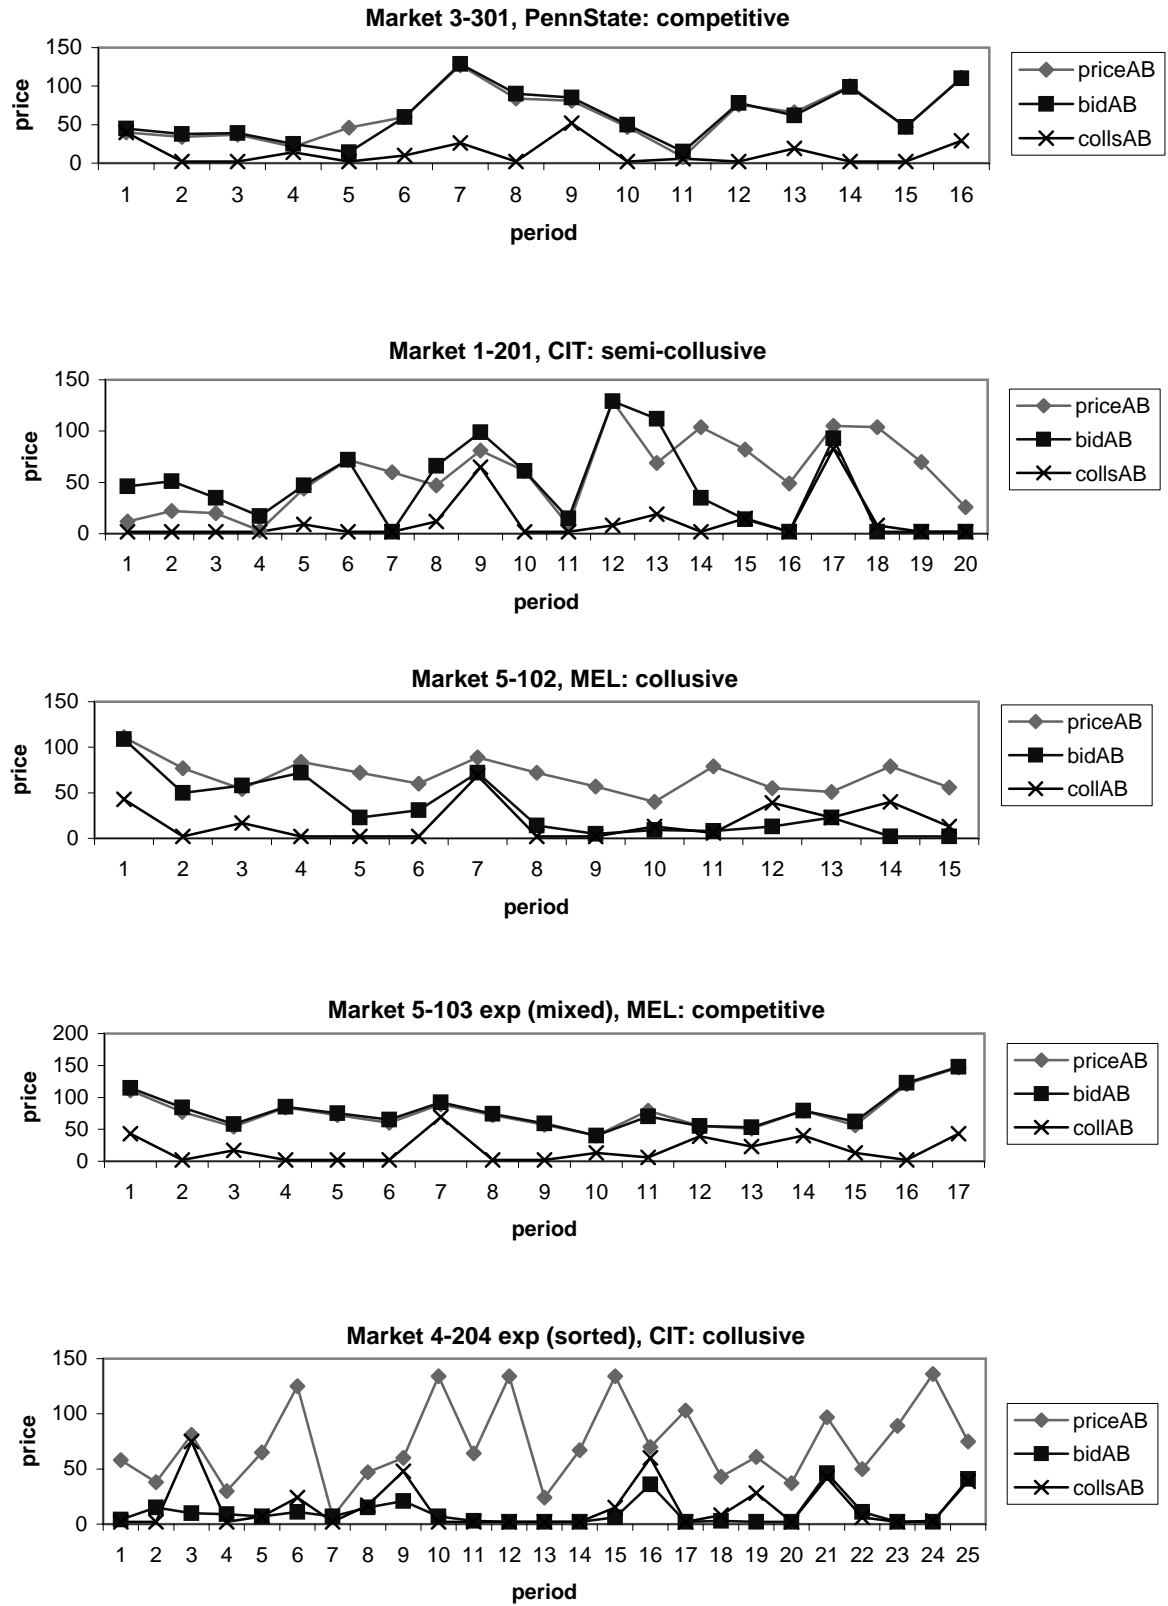 Market 3-301, PennState: competitive
150
100
50
0
price
1 2 3 4 5 6 7 8 9 10 11 12 13 14 15 16
period
priceAB
bidAB
collsAB
Market 1-201, CIT: semi-collusive
150
100
50
0
price
1 2 3 4 5 6 7 8 9 10 11 12 13 14 15 16 17 18 19 20
period
priceAB
bidAB
collsAB
Market 5-102, MEL: collusive
150
100
50
0
price
1 2 3 4 5 6 7 8 9 10 11 12 13 14 15
period
priceAB
bidAB
collAB
Market 5-103 exp (mixed), MEL: competitive
200
150
100
50
0
price
1 2 3 4 5 6 7 8 9 10 11 12 13 14 15 16 17
period
priceAB
bidAB
collAB
Market 4-204 exp (sorted), CIT: collusive
150
100
50
0
price
1 2 3 4 5 6 7 8 9 10 11 12 13 14 15 16 17 18 19 20 21 22 23 24 25
period
priceAB
bidAB
collsAB